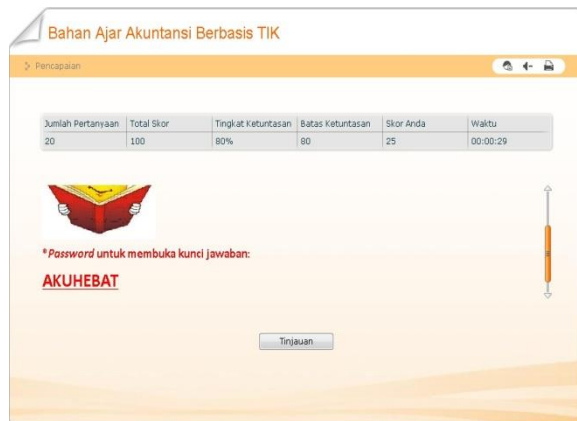 Bahan Ajar Akuntansi Berbasis TIK
Pencapaian
Jumlah Pertanyaan Total Skor Tingkat Ketuntasan Batas Ketuntasan Skor Anda Waktu
20 100 80% 80 25 00:00:29
*Password untuk membuka kunci jawaban:
AKUHEBAT
Tinjauan